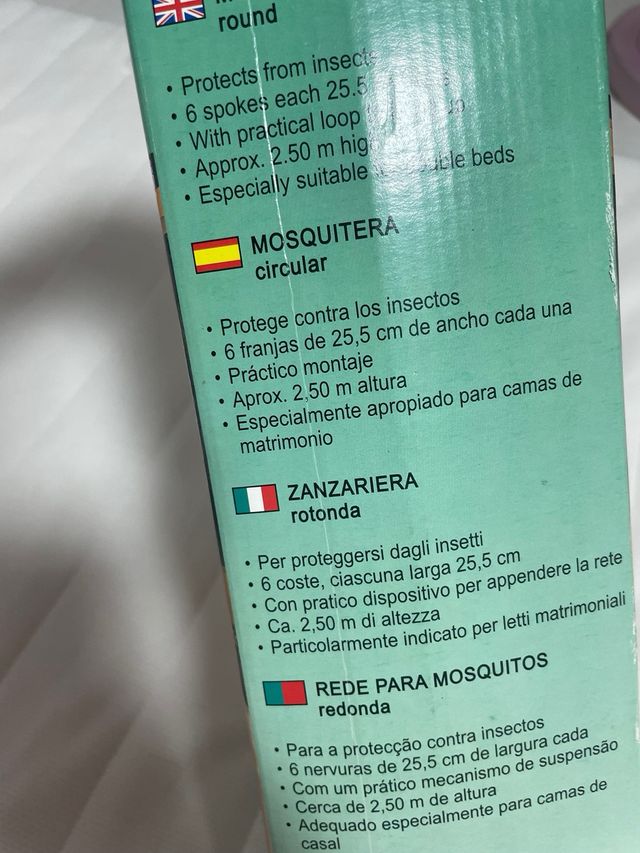 round
• Protects from insects
• 6 spokes each 25.5
• With practical loop
• Approx. 2.50 m high
• Especially suitable double beds
MOSQUITERA
circular
• Protege contra los insectos
• 6 franjas de 25,5 cm de ancho cada una
• Práctico montaje
• Aprox. 2,50 m altura
• Especialmente apropiado para camas de
matrimonio
ZANZARIERA
rotonda
• Per proteggersi dagli insetti
• 6 coste, ciascuna larga 25,5 cm
• Con pratico dispositivo per appendere la rete
• Ca. 2,50 m di altezza
• Particolarmente indicato per letti matrimoniali
REDE PARA MOSQUITOS
redonda
• Para a protecção contra insectos
• 6 nervuras de 25,5 cm de largura cada
• Com um prático mecanismo de suspensão
• Cerca de 2,50 m de altura
• Adequado especialmente para camas de
casal